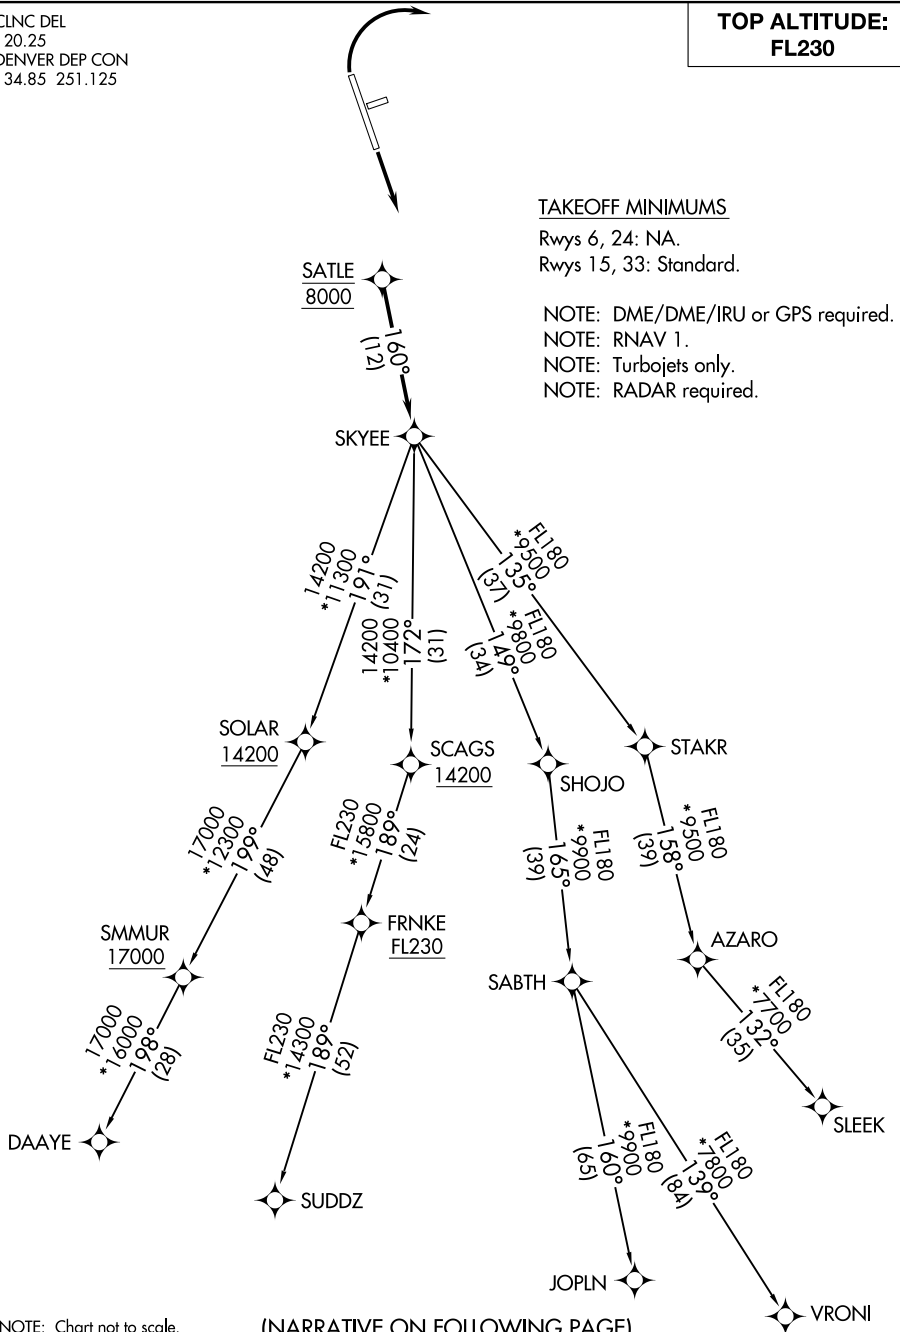 CLNC DEL
20.25
DENVER DEP CON
34.85 251.125
TOP ALTITUDE:
FL230
TAKEOFF MINIMUMS
Rwys 6, 24: NA.
Rwys 15, 33: Standard.
NOTE: DME/DME/IRU or GPS required.
NOTE: RNAV 1.
NOTE: Turbojets only.
NOTE: RADAR required.
SATLE
8000
160°
(12)
SKYEE
14200
*11300
191°
(31)
14200
*10400
172°
(31)
FL180
*9800
149°
(34)
FL180
*9500
135°
(37)
SOLAR
14200
SCAGS
14200
SHOJO
STAKR
17000
*12300
199°
(48)
FL230
*15800
189°
(24)
FL180
*9900
165°
(39)
FL180
*9500
158°
(39)
SMMUR
17000
FRNKE
FL230
SABTH
AZARO
17000
*16000
198°
(28)
FL230
*14300
189°
(52)
FL180
*9900
160°
(65)
FL180
*7800
139°
(84)
FL180
*7700
132°
(35)
DAAYE
SUDDZ
JOPLN
VRONI
SLEEK
NOTE: Chart not to scale.
(NARRATIVE ON FOLLOWING PAGE)